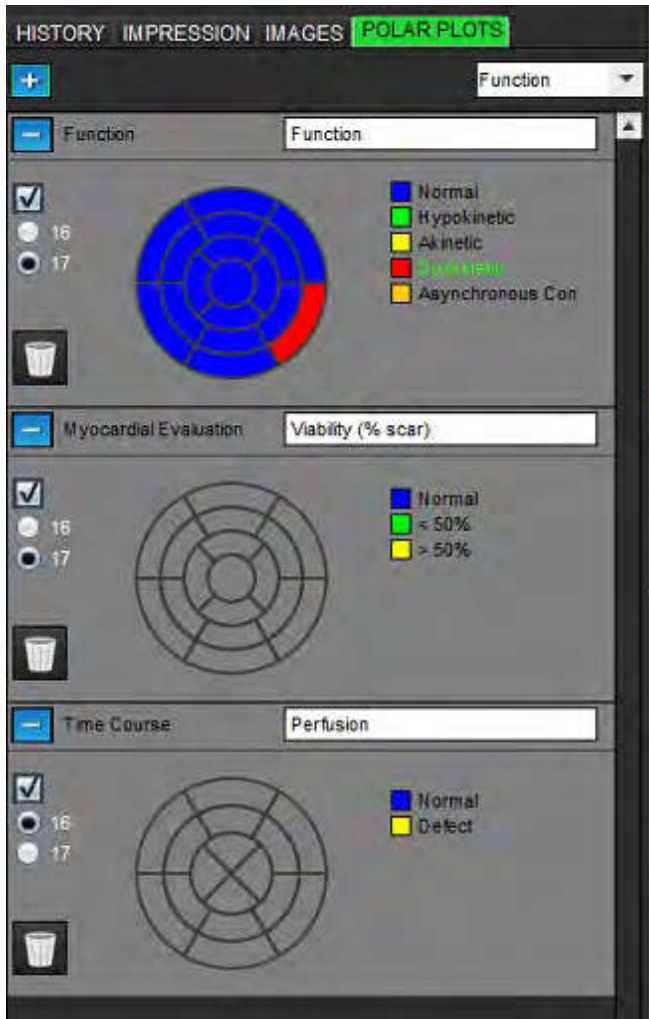 HISTORY IMPRESSION IMAGES POLAR PLOTS
Function
Function Function
Normal
Hypokinetic
Akinetic
Dyskinetic
Asynchronous Con
16
17
Myocardial Evaluation Viability (% scar)
Normal
< 50%
> 50%
16
17
Time Course Perfusion
Normal
Defect
16
17